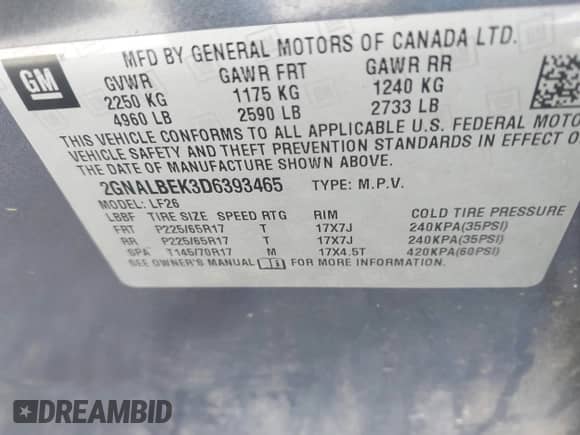 MFD BY GENERAL MOTORS OF CANADA LTD.
GM
GVWR GAWR FRT GAWR RR
2250 KG 1175 KG 1240 KG
4960 LB 2590 LB 2733 LB
THIS VEHICLE CONFORMS TO ALL APPLICABLE U.S. FEDERAL MOTO
VEHICLE SAFETY AND THEFT PREVENTION STANDARDS IN EFFECT O
THE DATE OF MANUFACTURE SHOWN ABOVE.
2GNALBEK3D6393465 TYPE: M.P.V.
MODEL: LF26
LBBF TIRE SIZE SPEED RTG RIM COLD TIRE PRESSURE
FRT P225/65R17 T 17X7J 240KPA(35PSI)
RR P225/65R17 T 17X7J 240KPA(35PSI)
SPA T145/70R17 M 17X4.5T 420KPA(60PSI)
SEE OWNER'S MANUAL FOR MORE INFORMATION.
DREAMBID